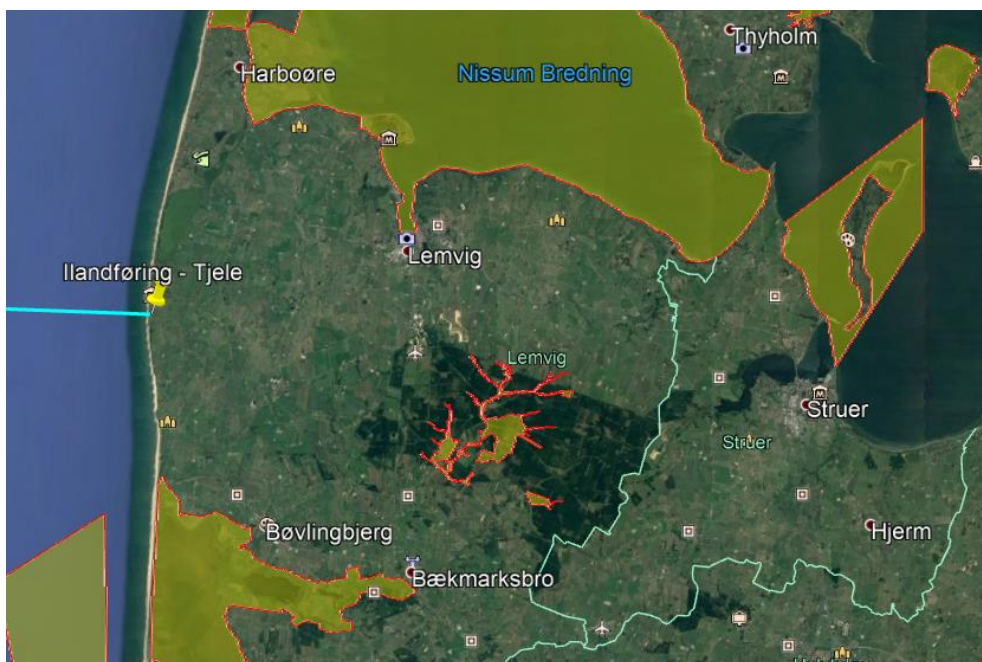 Thyholm
Harboøre
Nissum Bredning
Lemvig
Ilandføring - Tjele
Lemvig
Struer
Struer
Bøvlingbjerg
Hjerm
Bækmarksbro